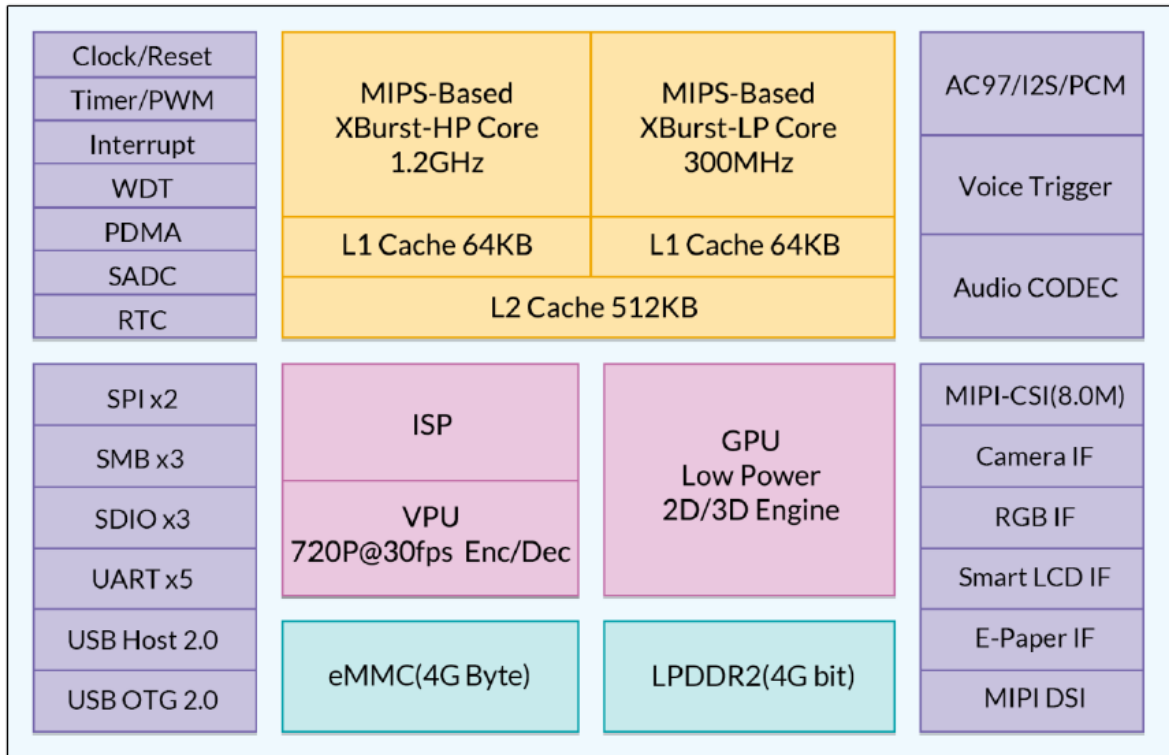 Clock/Reset
Timer/PWM
Interrupt
WDT
PDMA
SADC
RTC
MIPS-Based
XBurst-HP Core
1.2GHz
MIPS-Based
XBurst-LP Core
300MHz
L1 Cache 64KB
L1 Cache 64KB
L2 Cache 512KB
AC97/I2S/PCM
Voice Trigger
Audio CODEC
SPI x2
SMB x3
SDIO x3
UART x5
USB Host 2.0
USB OTG 2.0
ISP
VPU
720P@30fps Enc/Dec
GPU
Low Power
2D/3D Engine
eMMC(4G Byte)
LPDDR2(4G bit)
MIPI-CSI(8.0M)
Camera IF
RGB IF
Smart LCD IF
E-Paper IF
MIPI DSI